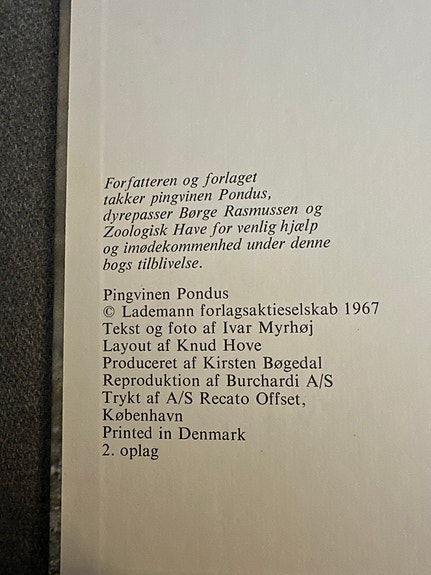 Forfatteren og forlaget
takker pingvinen Pondus,
dyrepasser Børge Rasmussen og
Zoologisk Have for venlig hjælp
og imødekommenhed under denne
bogs tilblivelse.
Pingvinen Pondus
© Lademann forlagsaktieselskab 1967
Tekst og foto af Ivar Myrhøj
Layout af Knud Hove
Produceret af Kirsten Bøgedal
Reproduktion af Burchardi A/S
Trykt af A/S Recato Offset,
København
Printed in Denmark
2. oplag